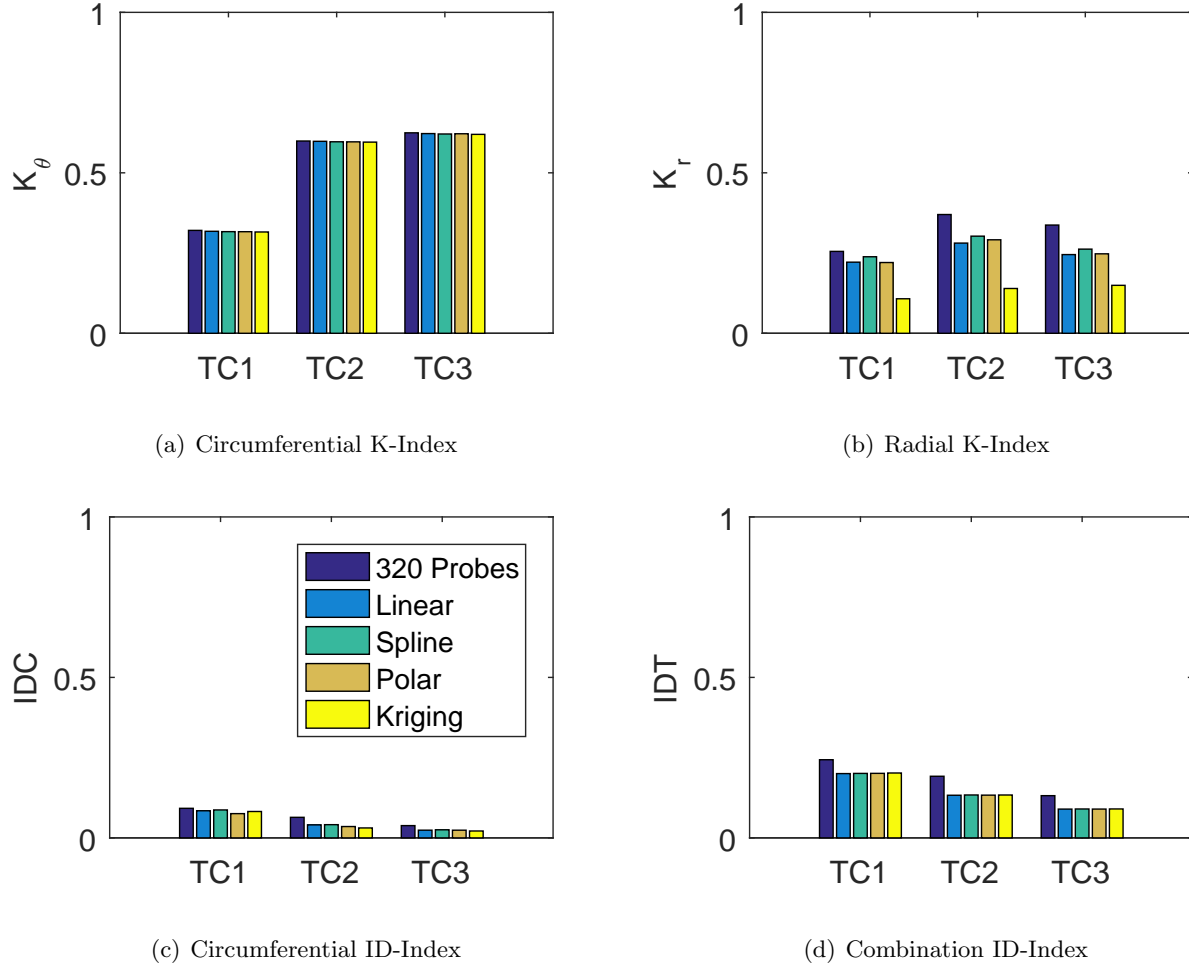 1
0.5
0
K_θ
TC1 TC2 TC3
(a) Circumferential K-Index
1
0.5
0
K_r
TC1 TC2 TC3
(b) Radial K-Index
1
0.5
0
IDC
320 Probes
Linear
Spline
Polar
Kriging
TC1 TC2 TC3
(c) Circumferential ID-Index
1
0.5
0
IDT
TC1 TC2 TC3
(d) Combination ID-Index